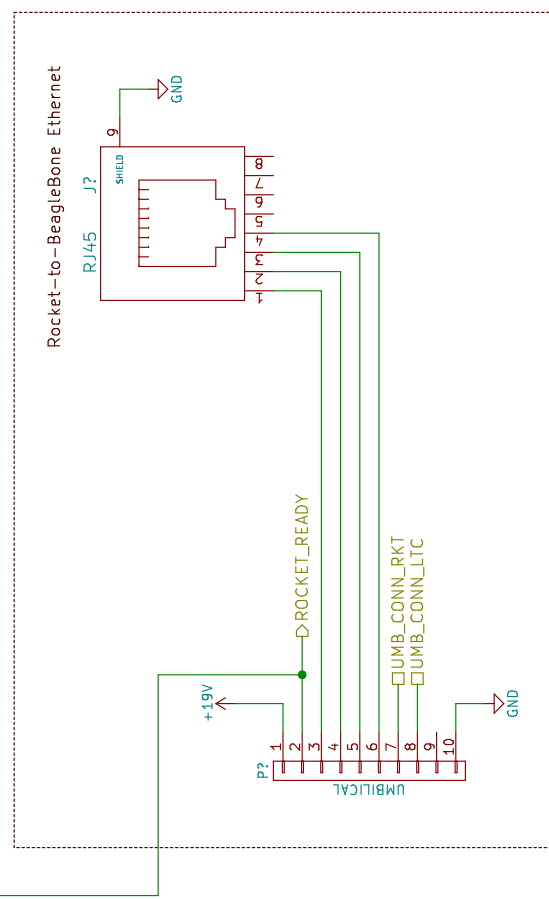 Rocket-to-BeagleBone Ethernet
GND
9
SHIELD
J?
RJ45
8
7
6
5
4
3
2
1
ROCKET_READY
UMB_CONN_RKT
UMB_CONN_LTC
+19V
GND
P?
1
2
3
4
5
6
7
8
9
10
UMBILICAL